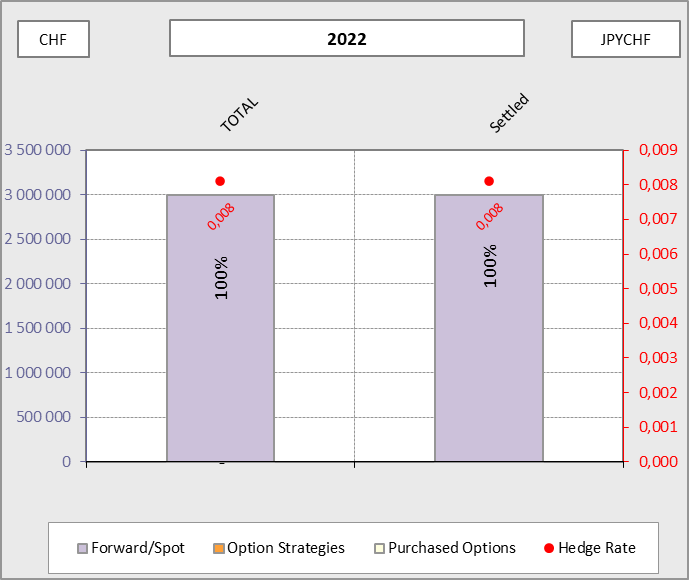 CHF
2022
JPYCHF
TOTAL
Settled
3 500 000
3 000 000
2 500 000
2 000 000
1 500 000
1 000 000
500 000
0
0,009
0,008
0,007
0,006
0,005
0,004
0,003
0,002
0,001
0,000
0,008
100%
0,008
100%
-
Forward/Spot
Option Strategies
Purchased Options
Hedge Rate